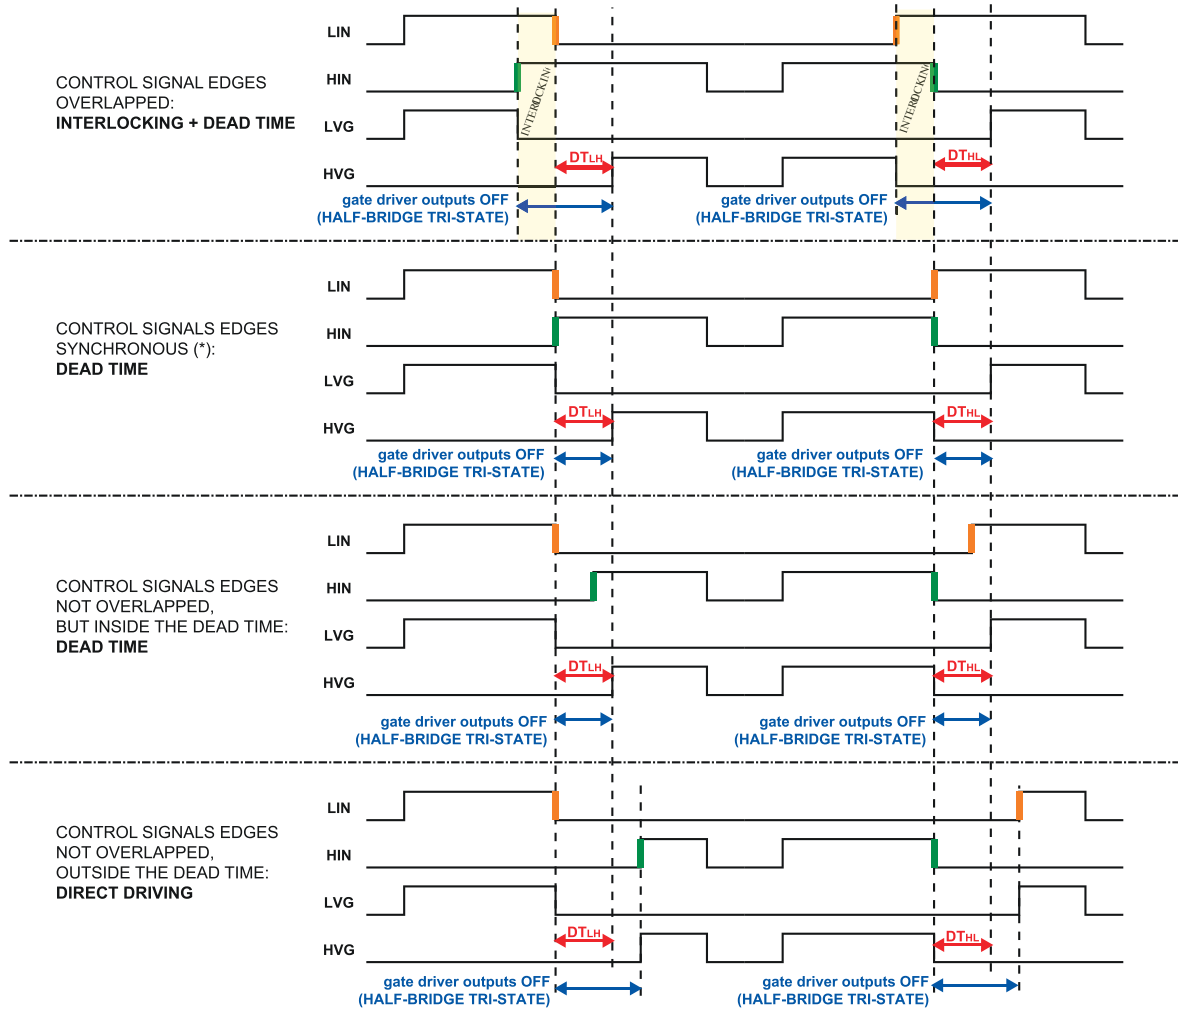 CONTROL SIGNAL EDGES
OVERLAPPED:
INTERLOCKING + DEAD TIME
LIN
HIN
LVG
HVG
INTERLOCKING
INTERLOCKING
DTLH
DTHL
gate driver outputs OFF
(HALF-BRIDGE TRI-STATE)
gate driver outputs OFF
(HALF-BRIDGE TRI-STATE)
CONTROL SIGNALS EDGES
SYNCHRONOUS (*):
DEAD TIME
LIN
HIN
LVG
HVG
DTLH
DTHL
gate driver outputs OFF
(HALF-BRIDGE TRI-STATE)
gate driver outputs OFF
(HALF-BRIDGE TRI-STATE)
CONTROL SIGNALS EDGES
NOT OVERLAPPED,
BUT INSIDE THE DEAD TIME:
DEAD TIME
LIN
HIN
LVG
HVG
DTLH
DTHL
gate driver outputs OFF
(HALF-BRIDGE TRI-STATE)
gate driver outputs OFF
(HALF-BRIDGE TRI-STATE)
CONTROL SIGNALS EDGES
NOT OVERLAPPED,
OUTSIDE THE DEAD TIME:
DIRECT DRIVING
LIN
HIN
LVG
HVG
DTLH
DTHL
gate driver outputs OFF
(HALF-BRIDGE TRI-STATE)
gate driver outputs OFF
(HALF-BRIDGE TRI-STATE)